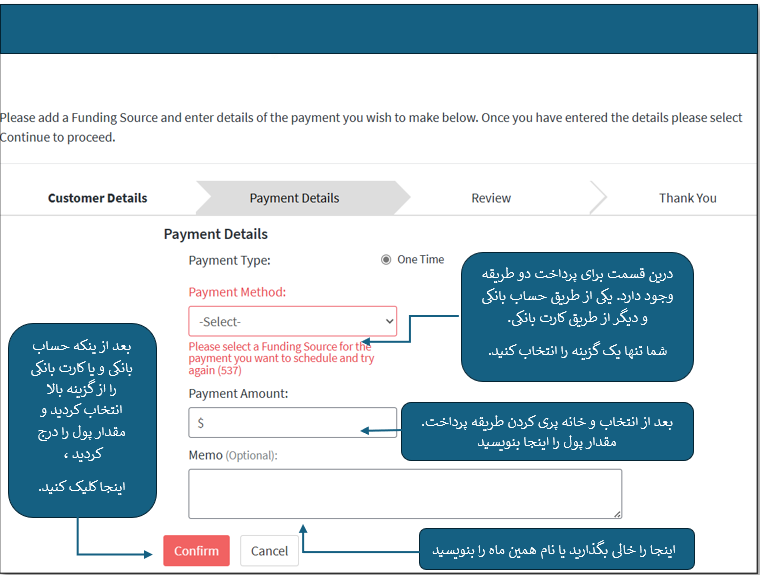 Please add a Funding Source and enter details of the payment you wish to make below. Once you have entered the details please select
Continue to proceed.
Customer Details
Payment Details
Review
Thank You
Payment Details
Payment Type:
One Time
Payment Method:
-Select-
Please select a Funding Source for the
payment you want to schedule and try
again (537)
درین قسمت برای پرداخت دو طریقه
وجود دارد. یکی از طریق حساب بانکی
و دیگر از طریق کارت بانکی.
شما تنها یک گزینه را انتخاب کنید.
بعد از ینکه حساب
بانکی و یا کارت بانکی
را از گزینه بالا
انتخاب کردید و
مقدار پول را درج
کردید ،
اینجا کلیک کنید.
Payment Amount:
$
بعد از انتخاب و خانه پری کردن طریقه پرداخت.
مقدار پول را اینجا بنویسید
Memo (Optional):
اینجا را خالی بگذارید یا نام همین ماه را بنویسید
Confirm
Cancel